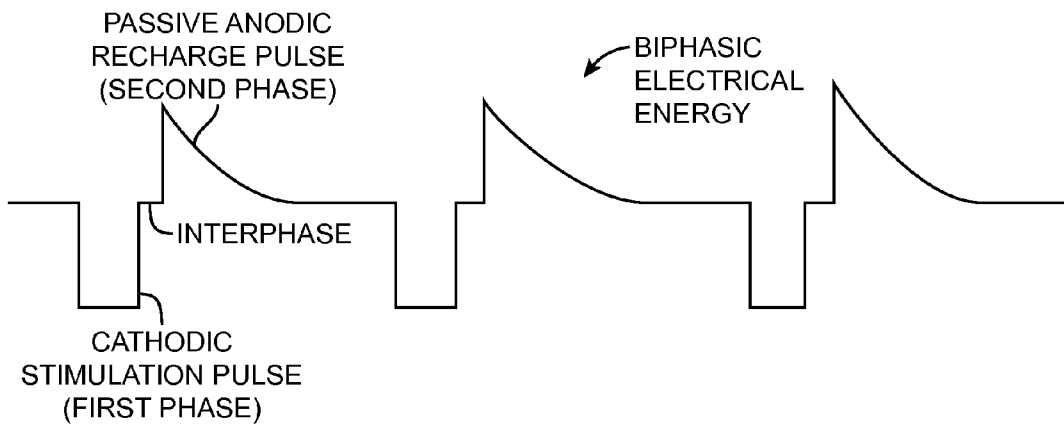 PASSIVE ANODIC
RECHARGE PULSE
(SECOND PHASE)
BIPHASIC
ELECTRICAL
ENERGY
INTERPHASE
CATHODIC
STIMULATION PULSE
(FIRST PHASE)